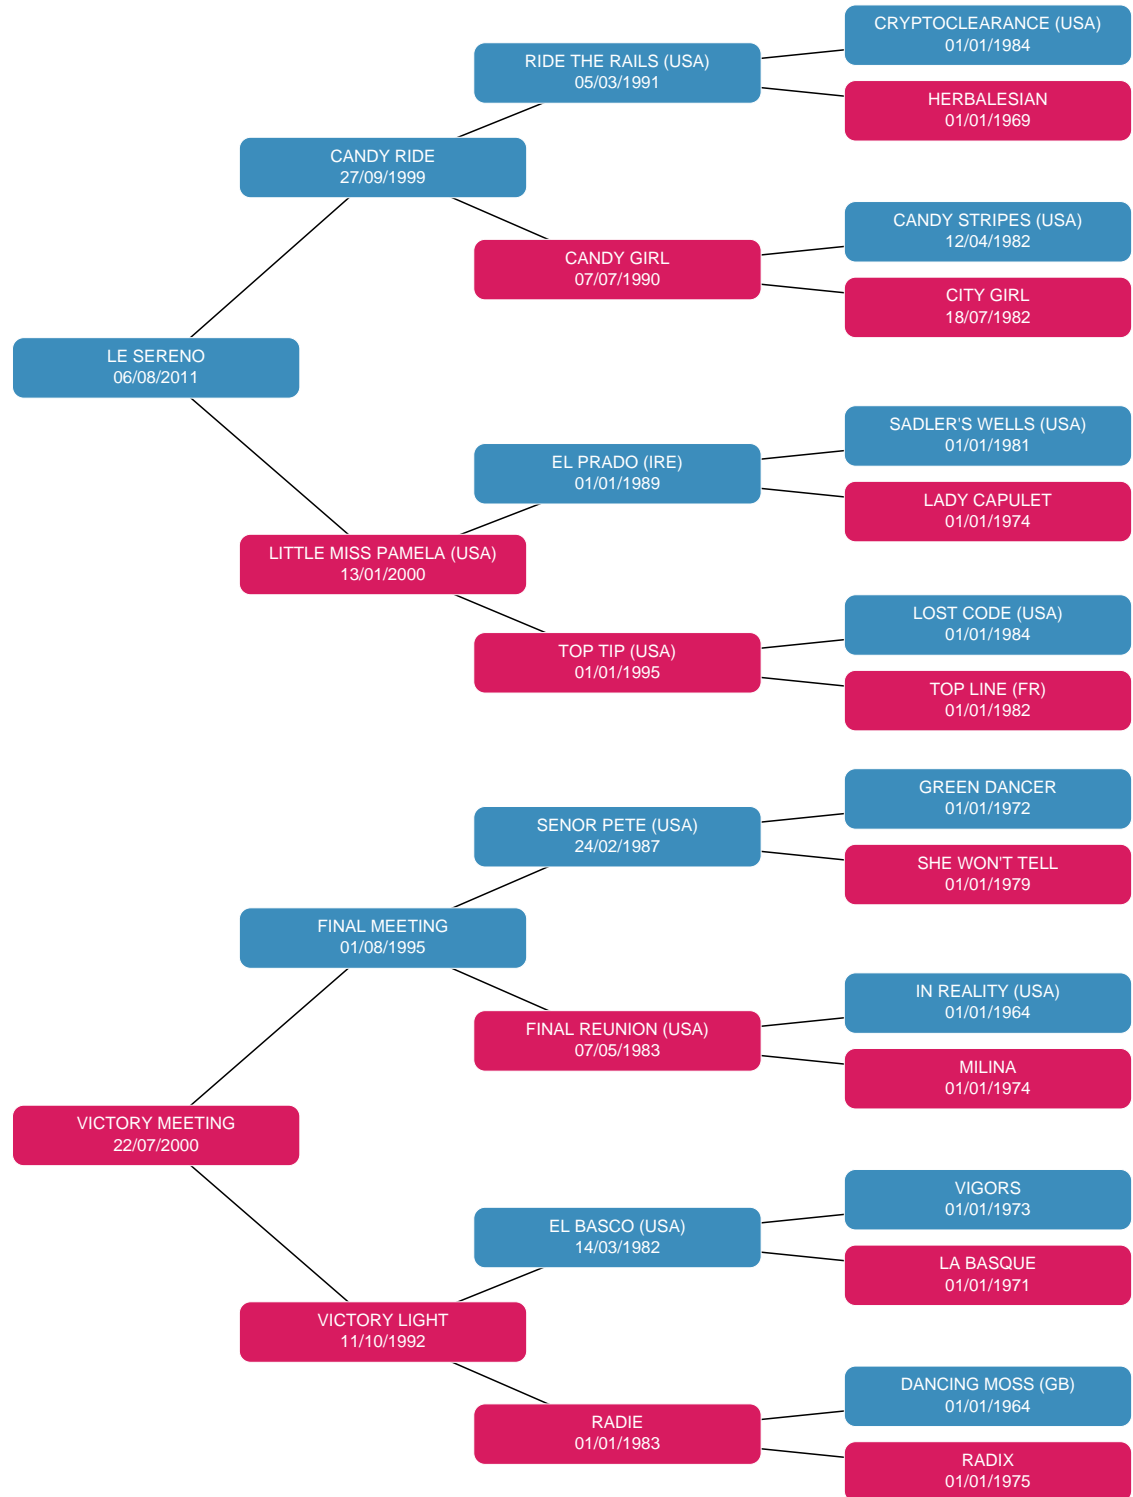 CRYPTOCLEARANCE (USA)
01/01/1984
RIDE THE RAILS (USA)
05/03/1991
HERBALESIAN
01/01/1969
CANDY RIDE
27/09/1999
CANDY STRIPES (USA)
12/04/1982
CANDY GIRL
07/07/1990
CITY GIRL
18/07/1982
LE SERENO
06/08/2011
SADLER'S WELLS (USA)
01/01/1981
EL PRADO (IRE)
01/01/1989
LADY CAPULET
01/01/1974
LITTLE MISS PAMELA (USA)
13/01/2000
LOST CODE (USA)
01/01/1984
TOP TIP (USA)
01/01/1995
TOP LINE (FR)
01/01/1982
GREEN DANCER
01/01/1972
SENOR PETE (USA)
24/02/1987
SHE WON'T TELL
01/01/1979
FINAL MEETING
01/08/1995
IN REALITY (USA)
01/01/1964
FINAL REUNION (USA)
07/05/1983
MILINA
01/01/1974
VICTORY MEETING
22/07/2000
VIGORS
01/01/1973
EL BASCO (USA)
14/03/1982
LA BASQUE
01/01/1971
VICTORY LIGHT
11/10/1992
DANCING MOSS (GB)
01/01/1964
RADIE
01/01/1983
RADIX
01/01/1975